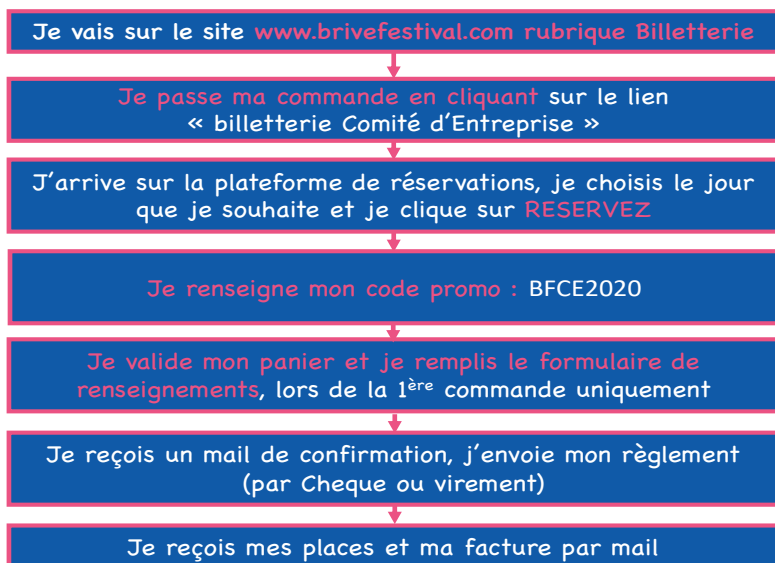 Je vais sur le site www.brivefestival.com rubrique Billetterie
Je passe ma commande en cliquant sur le lien
« billetterie Comité d'Entreprise »
J'arrive sur la plateforme de réservations, je choisis le jour
que je souhaite et je clique sur RESERVEZ
Je renseigne mon code promo : BFCE2020
Je valide mon panier et je remplis le formulaire de
renseignements, lors de la 1ère commande uniquement
Je reçois un mail de confirmation, j'envoie mon règlement
(par Cheque ou virement)
Je reçois mes places et ma facture par mail